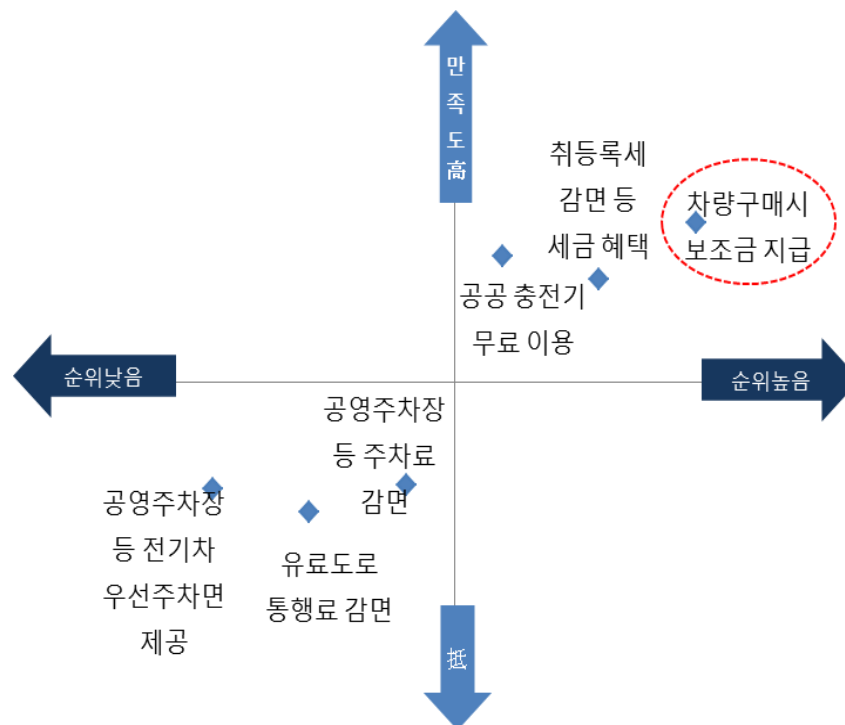 만
족
도
高
취등록세
감면 등
세금 혜택
차량구매시
보조금 지급
공공 충전기
무료 이용
순위낮음
순위높음
공영주차장
등 주차료
감면
공영주차장
등 전기차
우선주차면
제공
유료도로
통행료 감면
抵